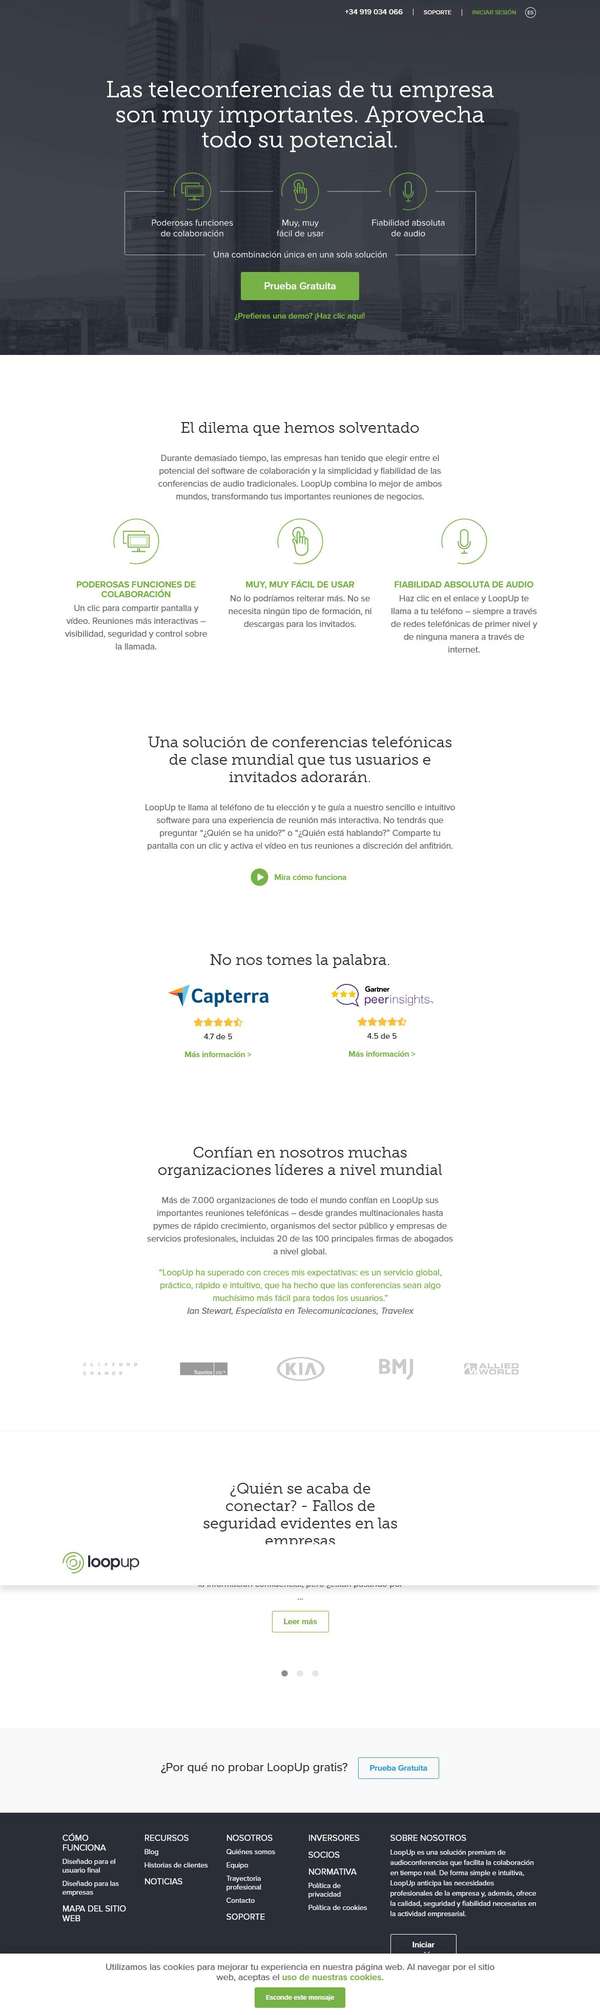 +34 919 034 066 | SOPORTE | INICIAR SESIÓN ES
Las teleconferencias de tu empresa
son muy importantes. Aprovecha
todo su potencial.
Poderosas funciones
de colaboración
Muy, muy
fácil de usar
Fiabilidad absoluta
de audio
Una combinación única en una sola solución
Prueba Gratuita
¿Prefieres una demo? ¡Haz clic aquí!
El dilema que hemos solventado
Durante demasiado tiempo, las empresas han tenido que elegir entre el
potencial del software de colaboración y la simplicidad y fiabilidad de las
conferencias de audio tradicionales. LoopUp combina lo mejor de ambos
mundos, transformando tus importantes reuniones de negocios.
PODEROSAS FUNCIONES DE
COLABORACIÓN
Un clic para compartir pantalla y
vídeo. Reuniones más interactivas –
visibilidad, seguridad y control sobre
la llamada.
MUY, MUY FÁCIL DE USAR
No lo podríamos reiterar más. No se
necesita ningún tipo de formación, ni
descargas para los invitados.
FIABILIDAD ABSOLUTA DE AUDIO
Haz clic en el enlace y LoopUp te
llama a tu teléfono – siempre a través
de redes telefónicas de primer nivel y
de ninguna manera a través de
internet.
Una solución de conferencias telefónicas
de clase mundial que tus usuarios e
invitados adorarán.
LoopUp te llama al teléfono de tu elección y te guía a nuestro sencillo e intuitivo
software para una experiencia de reunión más interactiva. No tendrás que
preguntar “¿Quién se ha unido?” o “¿Quién está hablando?” Comparte tu
pantalla con un clic y activa el vídeo en tus reuniones a discreción del anfitrión.
Mira cómo funciona
No nos tomes la palabra.
Capterra
4.7 de 5
Más información >
Gartner
peerinsights™
4.5 de 5
Más información >
Confían en nosotros muchas
organizaciones líderes a nivel mundial
Más de 7.000 organizaciones de todo el mundo confían en LoopUp sus
importantes reuniones telefónicas – desde grandes multinacionales hasta
pymes de rápido crecimiento, organismos del sector público y empresas de
servicios profesionales, incluidas 20 de las 100 principales firmas de abogados
a nivel global.
“LoopUp ha superado con creces mis expectativas: es un servicio global,
práctico, rápido e intuitivo, que ha hecho que las conferencias sean algo
muchísimo más fácil para todos los usuarios.”
Ian Stewart, Especialista en Telecomunicaciones, Travelex
CLIFFORD
CHANCE
KIA
BMJ
ALLIED
WORLD
¿Quién se acaba de
conectar? - Fallos de
seguridad evidentes en las
empresas
loopup
la información confidencial, pero ¿están pasando por
...
Leer más
¿Por qué no probar LoopUp gratis?
Prueba Gratuita
CÓMO
FUNCIONA
Diseñado para el
usuario final
Diseñado para las
empresas
MAPA DEL SITIO
WEB
RECURSOS
Blog
Historias de clientes
NOTICIAS
NOSOTROS
Quiénes somos
Equipo
Trayectoria
profesional
Contacto
SOPORTE
INVERSORES
SOCIOS
NORMATIVA
Política de
privacidad
Política de cookies
SOBRE NOSOTROS
LoopUp es una solución premium de
audioconferencias que facilita la colaboración
en tiempo real. De forma simple e intuitiva,
LoopUp anticipa las necesidades
profesionales de la empresa y, además, ofrece
la calidad, seguridad y fiabilidad necesarias en
la actividad empresarial.
Iniciar
Utilizamos las cookies para mejorar tu experiencia en nuestra página web. Al navegar por el sitio
web, aceptas el uso de nuestras cookies.
Esconde este mensaje